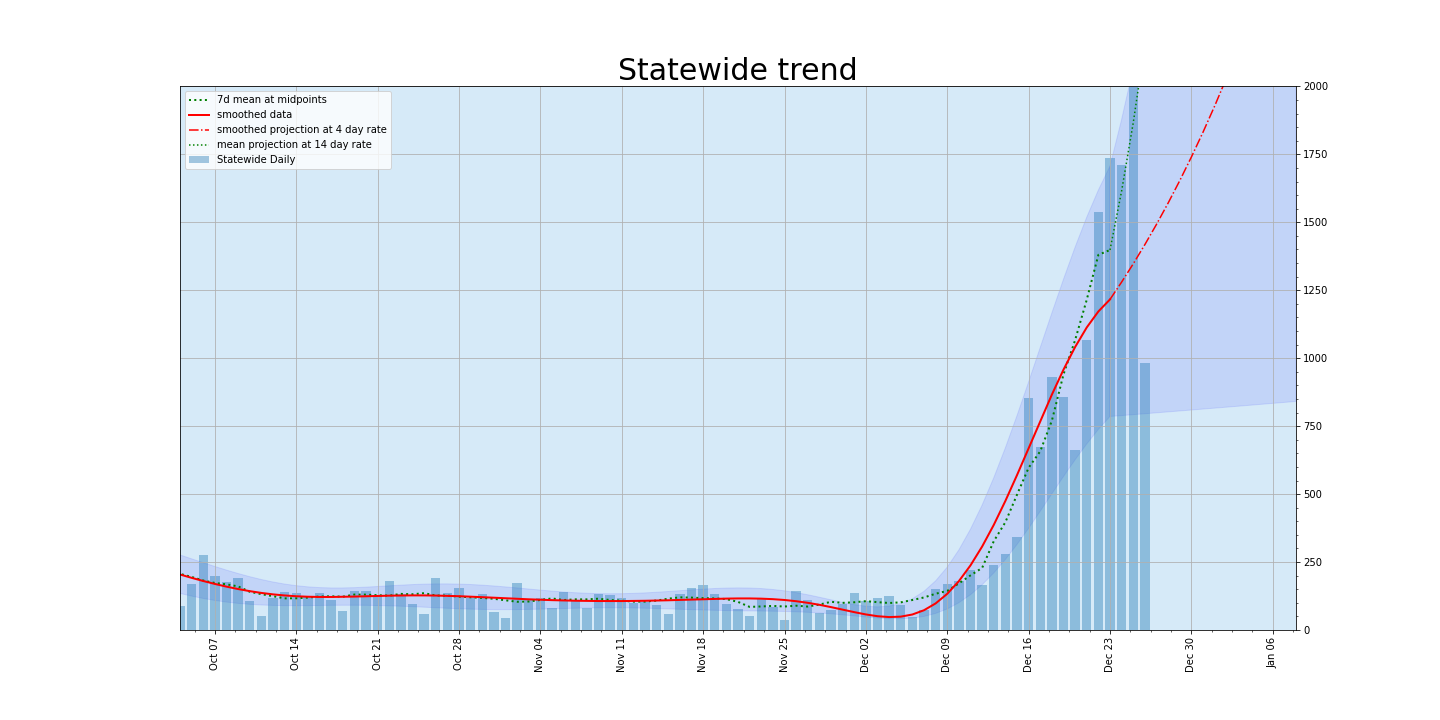 Statewide trend
7d mean at midpoints
smoothed data
smoothed projection at 4 day rate
mean projection at 14 day rate
Statewide Daily
2000
1750
1500
1250
1000
750
500
250
0
Oct 07
Oct 14
Oct 21
Oct 28
Nov 04
Nov 11
Nov 18
Nov 25
Dec 02
Dec 09
Dec 16
Dec 23
Dec 30
Jan 06